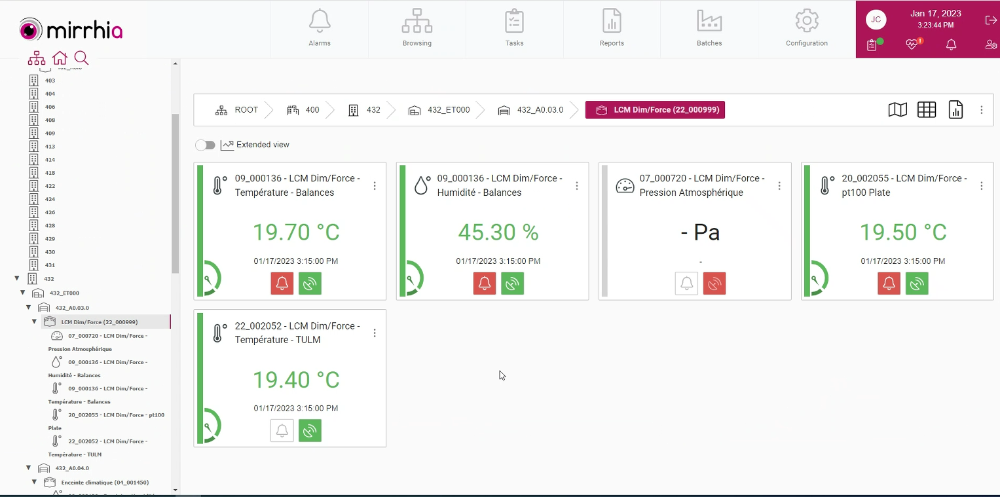 mirrhia
Alarms
Browsing
Tasks
Reports
Batches
Configuration
JC
Jan 17, 2023
3:23:44 PM
403
404
406
408
409
413
414
418
422
424
426
428
429
430
431
432
432_ET000
432_A0.03.0
LCM Dim/Force (22_000999)
07_000720 - LCM Dim/Force -
Pression Atmosphérique
09_000136 - LCM Dim/Force -
Humidité - Balances
09_000136 - LCM Dim/Force -
Température - Balances
20_002055 - LCM Dim/Force - pt100
Plate
22_002052 - LCM Dim/Force -
Température - TULM
432_A0.04.0
Enceinte climatique (04_001450)
ROOT
400
432
432_ET000
432_A0.03.0
LCM Dim/Force (22_000999)
Extended view
09_000136 - LCM Dim/Force -
Température - Balances
19.70 °C
01/17/2023 3:15:00 PM
09_000136 - LCM Dim/Force -
Humidité - Balances
45.30 %
01/17/2023 3:15:00 PM
07_000720 - LCM Dim/Force -
Pression Atmosphérique
- Pa
-
20_002055 - LCM Dim/Force -
pt100 Plate
19.50 °C
01/17/2023 3:15:00 PM
22_002052 - LCM Dim/Force -
Température - TULM
19.40 °C
01/17/2023 3:15:00 PM